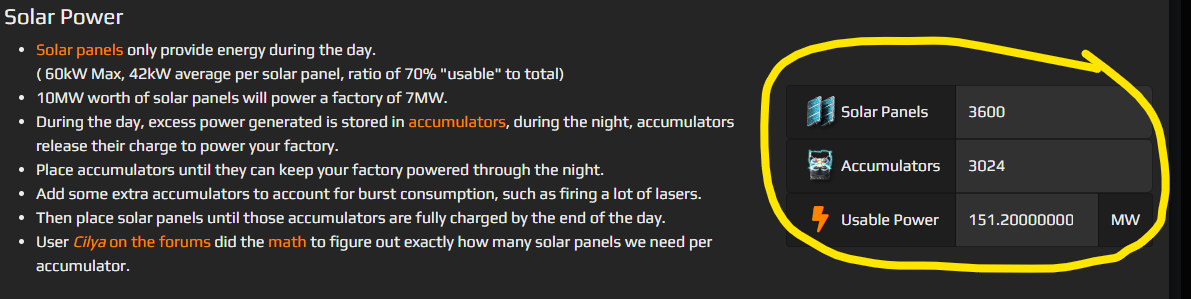 Solar Power
Solar panels only provide energy during the day.
( 60kW Max, 42kW average per solar panel, ratio of 70% "usable" to total)
10MW worth of solar panels will power a factory of 7MW.
During the day, excess power generated is stored in accumulators, during the night, accumulators
release their charge to power your factory.
Place accumulators until they can keep your factory powered through the night.
Add some extra accumulators to account for burst consumption, such as firing a lot of lasers.
Then place solar panels until those accumulators are fully charged by the end of the day.
User Cilya on the forums did the math to figure out exactly how many solar panels we need per
accumulator.
Solar Panels 3600
Accumulators 3024
Usable Power 151.20000000 MW